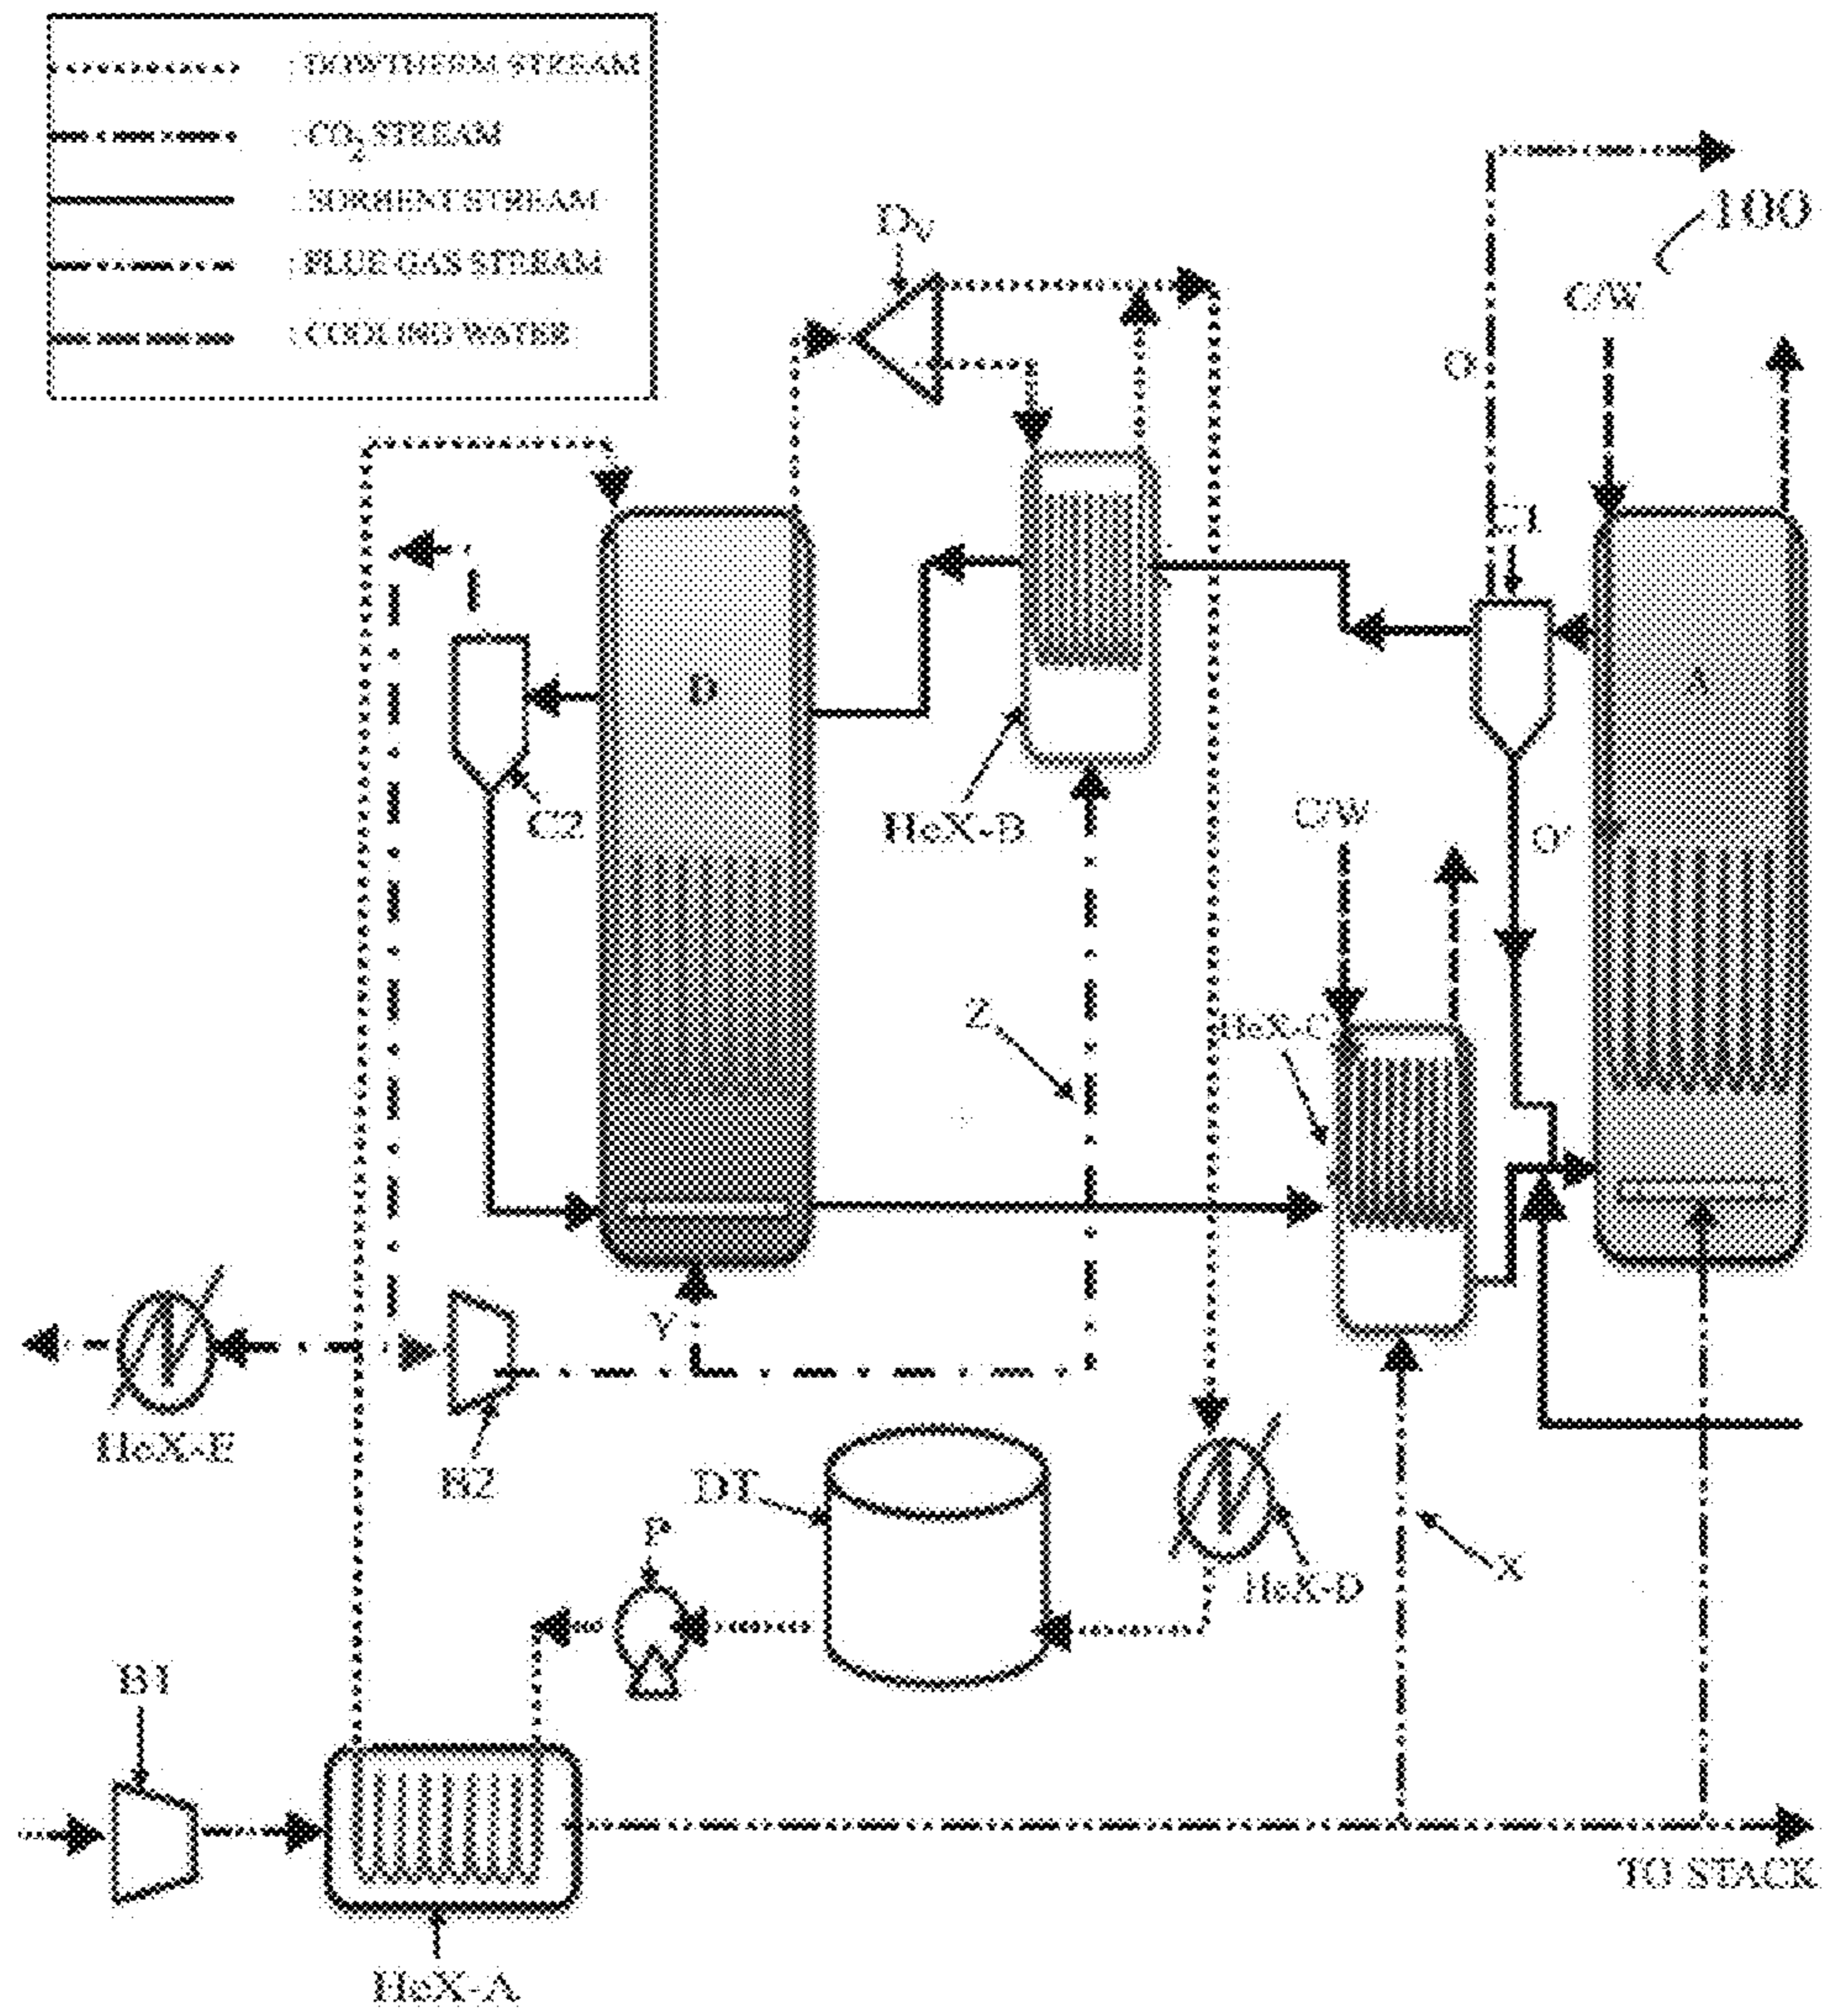 : DOWTHERM STREAM
: CO2 STREAM
: SORBENT STREAM
: FLUE GAS STREAM
: COOLING WATER
DV
100
C/W
O
C1
D
A
C2
HeX-B
C/W
O'
Z
HeX-C
Y
HeX-E
B2
DT
P
HeX-D
X
B1
TO STACK
HeX-A